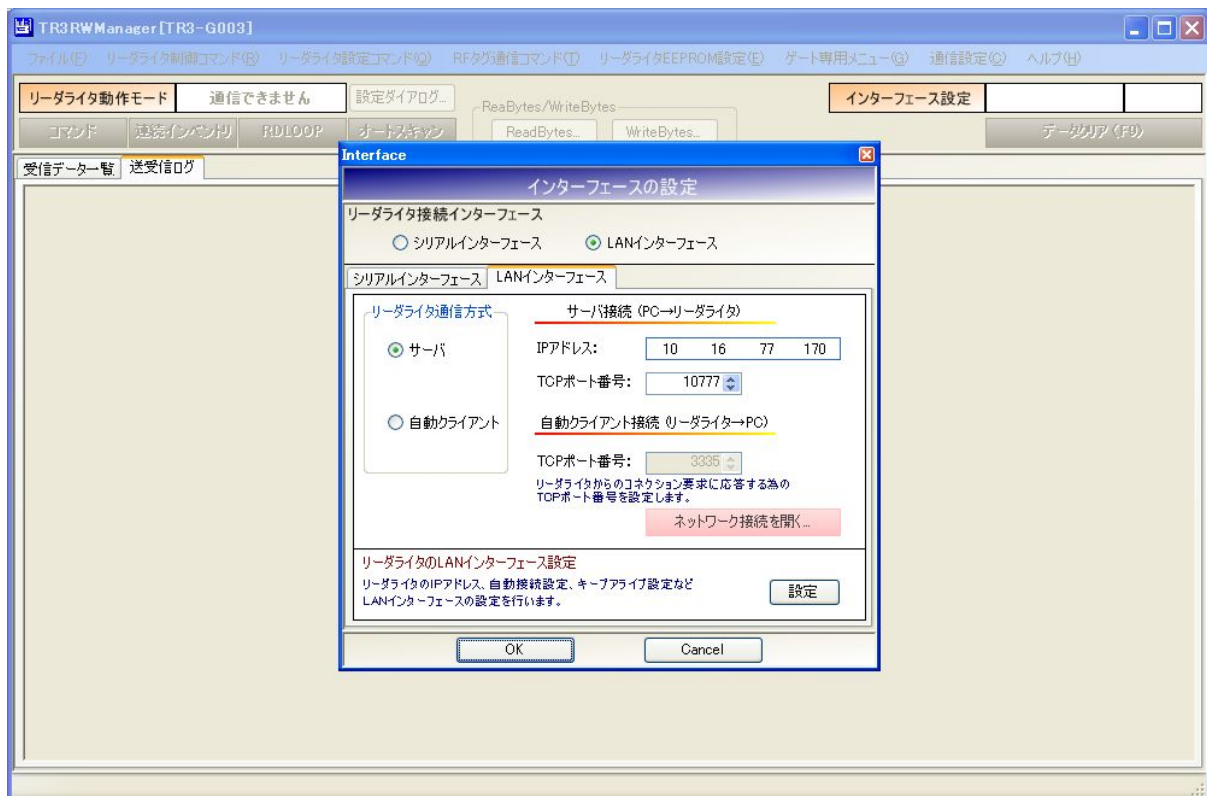 TR3RWManager[TR3-G003]
ファイル(F) リーダライタ制御コマンド(R) リーダライタ設定コマンド(Q) RFタグ通信コマンド(T) リーダライタEEPROM設定(E) ゲート専用メニュー(G) 通信設定(C) ヘルプ(H)
リーダライタ動作モード 通信できません 設定ダイアログ... ReaBytes/WriteBytes インターフェース設定
コマンド 連続インベントリ RDLOOP オートスキャン ReadBytes... WriteBytes... データクリア (F9)
受信データ一覧 送受信ログ
Interface
インターフェースの設定
リーダライタ接続インターフェース
シリアルインターフェース LANインターフェース
シリアルインターフェース LANインターフェース
リーダライタ通信方式 サーバ接続 (PC→リーダライタ)
サーバ IPアドレス: 10 16 77 170
TCPポート番号: 10777
自動クライアント 自動クライアント接続 (リーダライタ→PC)
TCPポート番号: 3335
リーダライタからのコネクション要求に応答する為の
TCPポート番号を設定します。
ネットワーク接続を開く...
リーダライタのLANインターフェース設定
リーダライタのIPアドレス、自動接続設定、キープアライブ設定など
LANインターフェースの設定を行います。
設定
OK Cancel